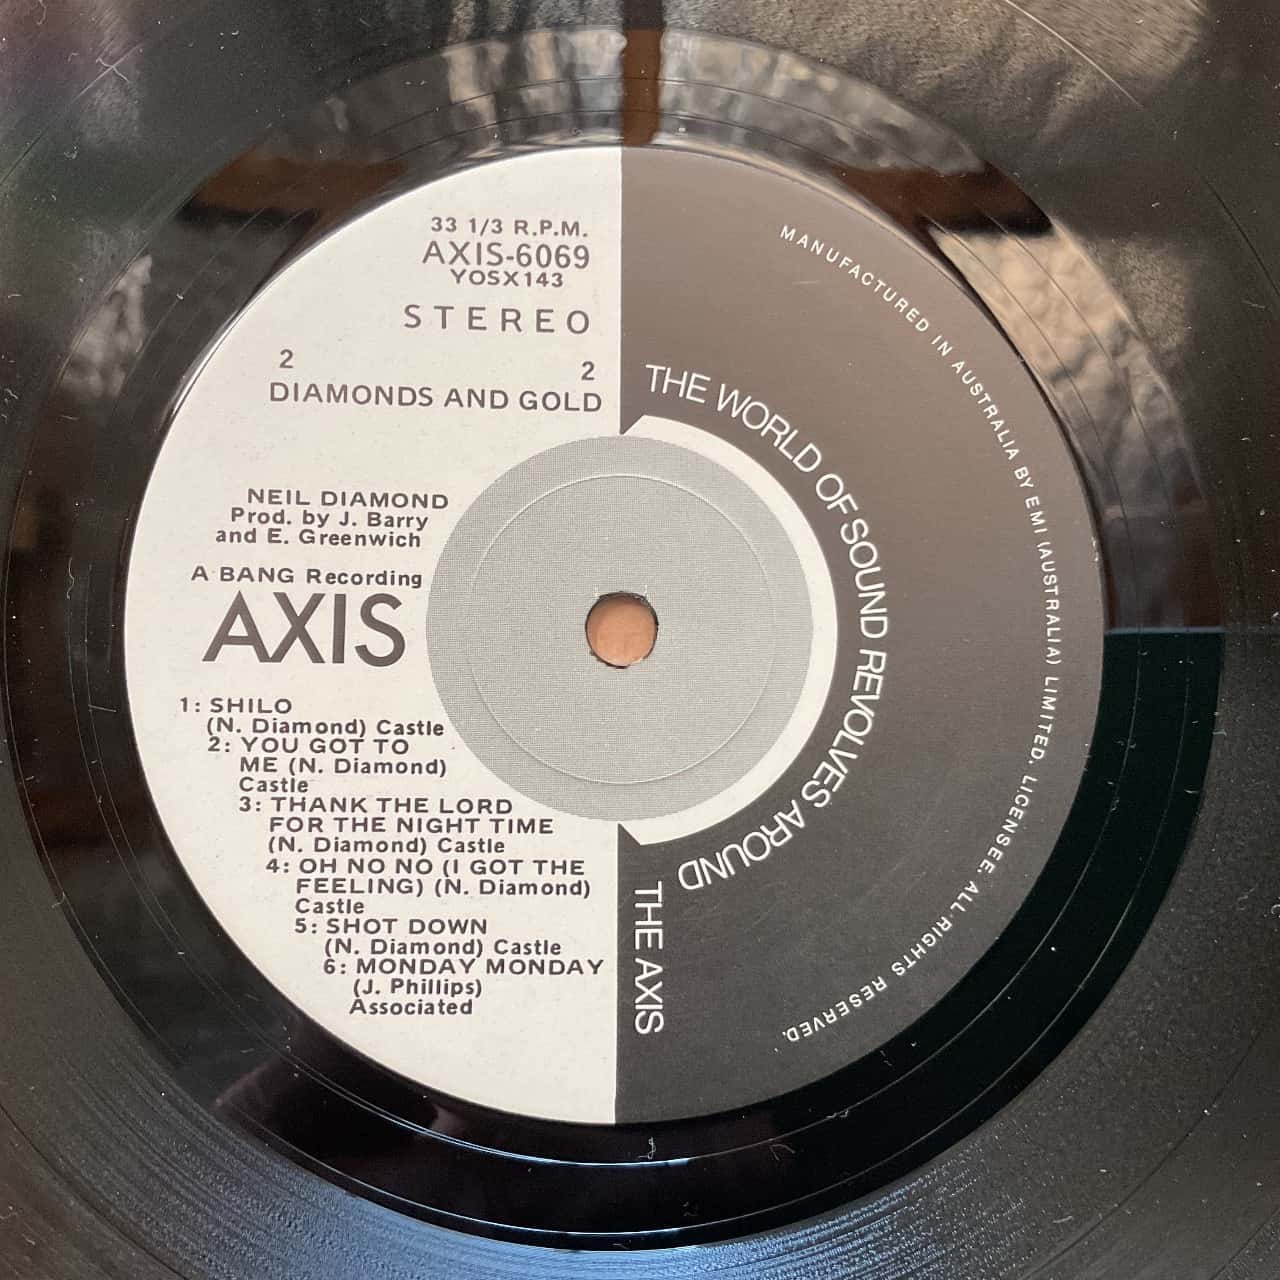 33 1/3 R.P.M.
AXIS-6069
YOSX143
STEREO
2 2
DIAMONDS AND GOLD
NEIL DIAMOND
Prod. by J. Barry
and E. Greenwich
A BANG Recording
AXIS
1: SHILO
(N. Diamond) Castle
2: YOU GOT TO
ME (N. Diamond)
Castle
3: THANK THE LORD
FOR THE NIGHT TIME
(N. Diamond) Castle
4: OH NO NO (I GOT THE
FEELING) (N. Diamond)
Castle
5: SHOT DOWN
(N. Diamond) Castle
6: MONDAY MONDAY
(J. Phillips)
Associated
THE WORLD OF SOUND REVOLVES AROUND
THE AXIS
MANUFACTURED IN AUSTRALIA BY EMI (AUSTRALIA) LIMITED. LICENSEE. ALL RIGHTS RESERVED.